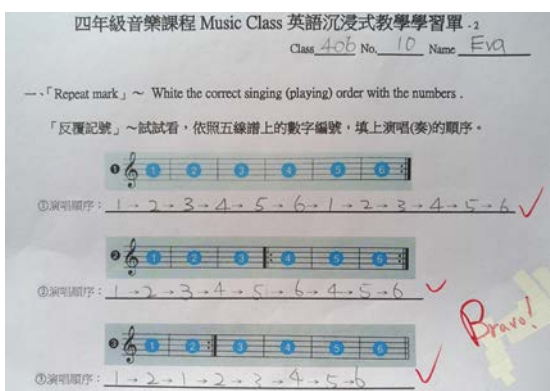 四年級音樂課程 Music Class 英語沉浸式教學學習單 -2
Class 406 No. 10 Name Eva
一、「Repeat mark」～ White the correct singing (playing) order with the numbers .
「反覆記號」～試試看，依照五線譜上的數字編號，填上演唱(奏)的順序。
❶ 1 2 3 4 5 6
①演唱順序：1→2→3→4→5→6→1→2→3→4→5→6
❷ 1 2 3 4 5 6
②演唱順序：1→2→3→4→5→6→4→5→6
Bravo!
❸ 1 2 3 4 5 6
③演唱順序：1→2→1→2→3→4→5→6